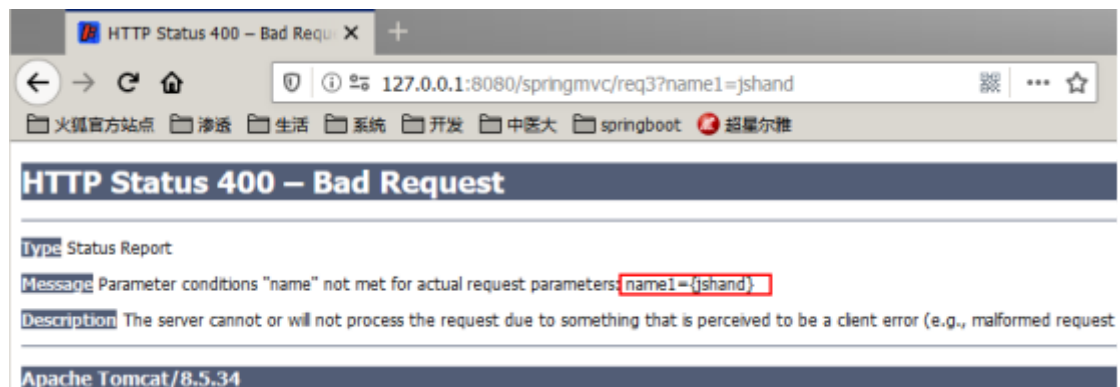 HTTP Status 400 – Bad Requ
127.0.0.1:8080/springmvc/req3?name1=jshand
火狐官方站点 渗透 生活 系统 开发 中医大 springboot 超星尔雅
HTTP Status 400 – Bad Request
Type Status Report
Message Parameter conditions "name" not met for actual request parameters: name1={jshand}
Description The server cannot or will not process the request due to something that is perceived to be a client error (e.g., malformed request
Apache Tomcat/8.5.34